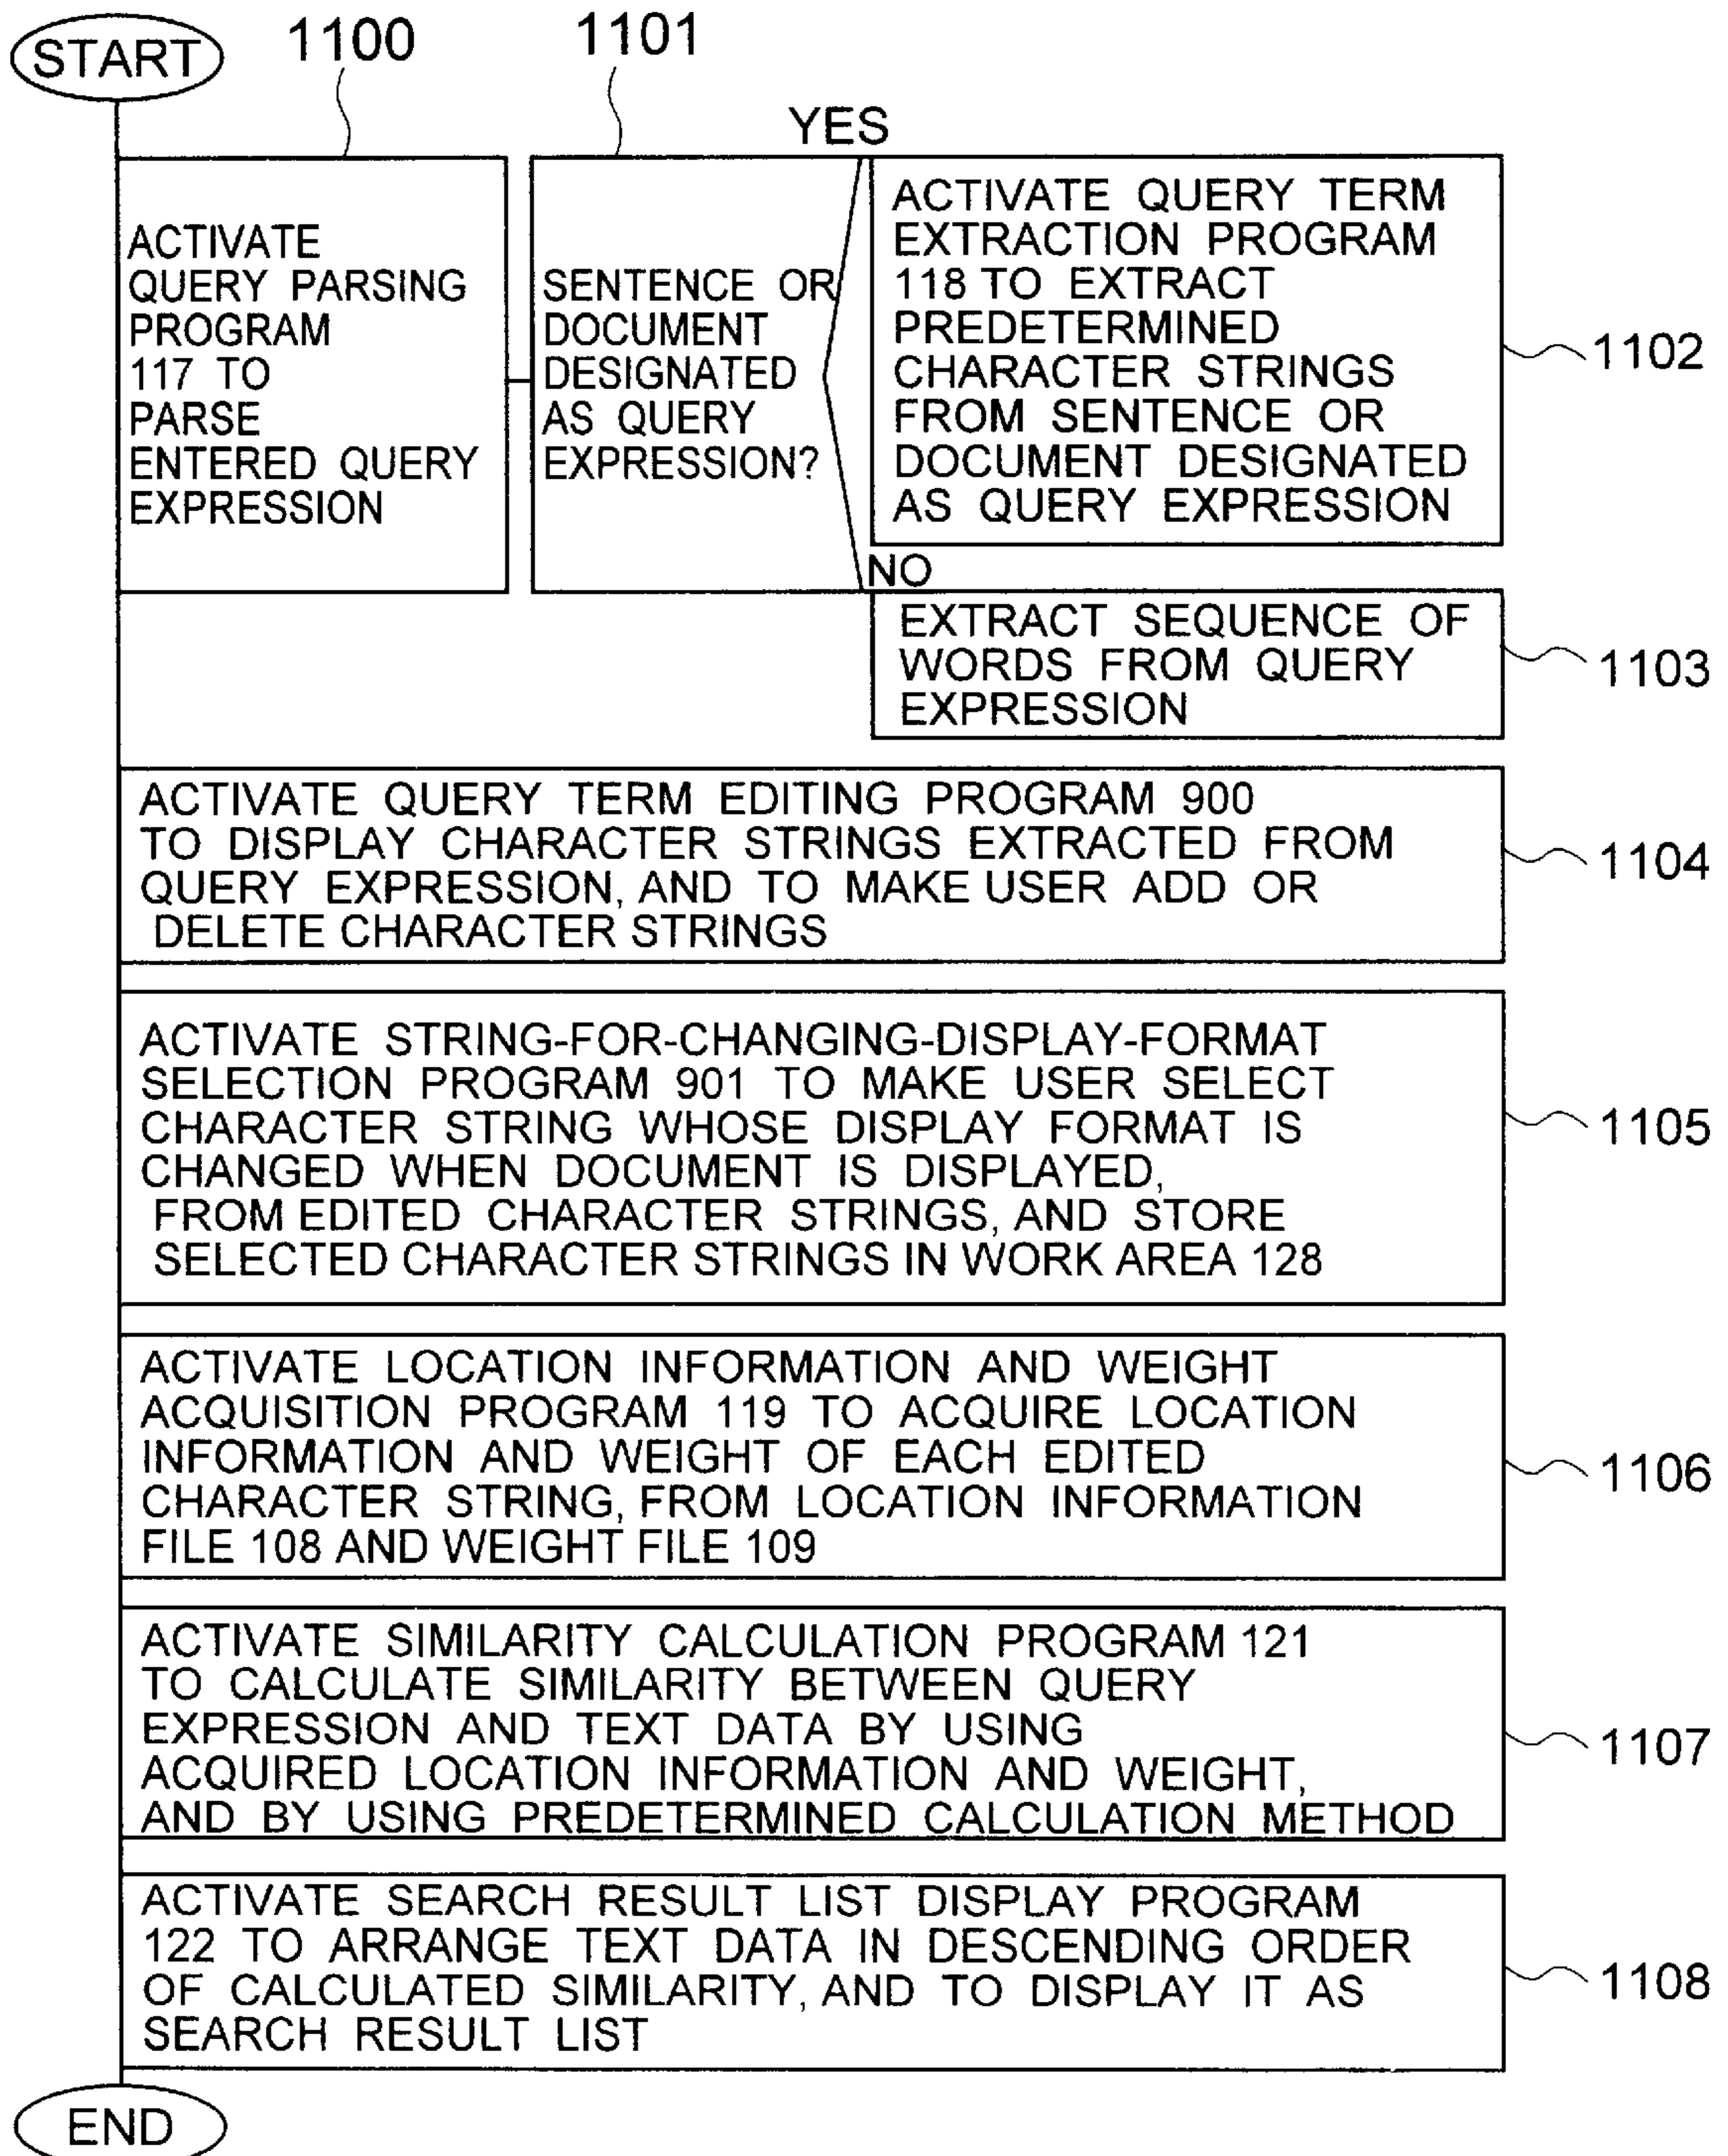 START
1100
1101
YES
ACTIVATE
QUERY PARSING
PROGRAM
117 TO
PARSE
ENTERED QUERY
EXPRESSION
SENTENCE OR
DOCUMENT
DESIGNATED
AS QUERY
EXPRESSION?
ACTIVATE QUERY TERM
EXTRACTION PROGRAM
118 TO EXTRACT
PREDETERMINED
CHARACTER STRINGS
FROM SENTENCE OR
DOCUMENT DESIGNATED
AS QUERY EXPRESSION
1102
NO
EXTRACT SEQUENCE OF
WORDS FROM QUERY
EXPRESSION
1103
ACTIVATE QUERY TERM EDITING PROGRAM 900
TO DISPLAY CHARACTER STRINGS EXTRACTED FROM
QUERY EXPRESSION, AND TO MAKE USER ADD OR
DELETE CHARACTER STRINGS
1104
ACTIVATE STRING-FOR-CHANGING-DISPLAY-FORMAT
SELECTION PROGRAM 901 TO MAKE USER SELECT
CHARACTER STRING WHOSE DISPLAY FORMAT IS
CHANGED WHEN DOCUMENT IS DISPLAYED,
FROM EDITED CHARACTER STRINGS, AND STORE
SELECTED CHARACTER STRINGS IN WORK AREA 128
1105
ACTIVATE LOCATION INFORMATION AND WEIGHT
ACQUISITION PROGRAM 119 TO ACQUIRE LOCATION
INFORMATION AND WEIGHT OF EACH EDITED
CHARACTER STRING, FROM LOCATION INFORMATION
FILE 108 AND WEIGHT FILE 109
1106
ACTIVATE SIMILARITY CALCULATION PROGRAM 121
TO CALCULATE SIMILARITY BETWEEN QUERY
EXPRESSION AND TEXT DATA BY USING
ACQUIRED LOCATION INFORMATION AND WEIGHT,
AND BY USING PREDETERMINED CALCULATION METHOD
1107
ACTIVATE SEARCH RESULT LIST DISPLAY PROGRAM
122 TO ARRANGE TEXT DATA IN DESCENDING ORDER
OF CALCULATED SIMILARITY, AND TO DISPLAY IT AS
SEARCH RESULT LIST
1108
END